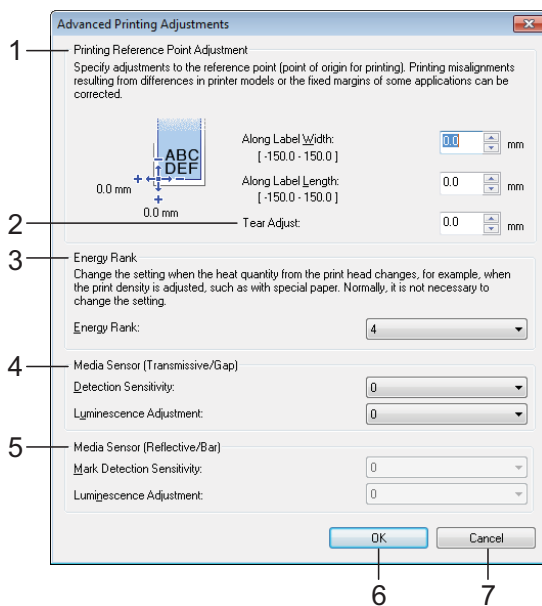 Advanced Printing Adjustments
1
Printing Reference Point Adjustment
Specify adjustments to the reference point (point of origin for printing). Printing misalignments
resulting from differences in printer models or the fixed margins of some applications can be
corrected.
ABC
DEF
0.0 mm
0.0 mm
Along Label Width:
[ -150.0 - 150.0 ]
0.0 mm
Along Label Length:
[ -150.0 - 150.0 ]
0.0 mm
2
Tear Adjust:
0.0 mm
3
Energy Rank
Change the setting when the heat quantity from the print head changes, for example, when
the print density is adjusted, such as with special paper. Normally, it is not necessary to
change the setting.
Energy Rank:
4
4
Media Sensor (Transmissive/Gap)
Detection Sensitivity:
0
Luminescence Adjustment:
0
5
Media Sensor (Reflective/Bar)
Mark Detection Sensitivity:
0
Luminescence Adjustment:
0
OK
Cancel
6
7